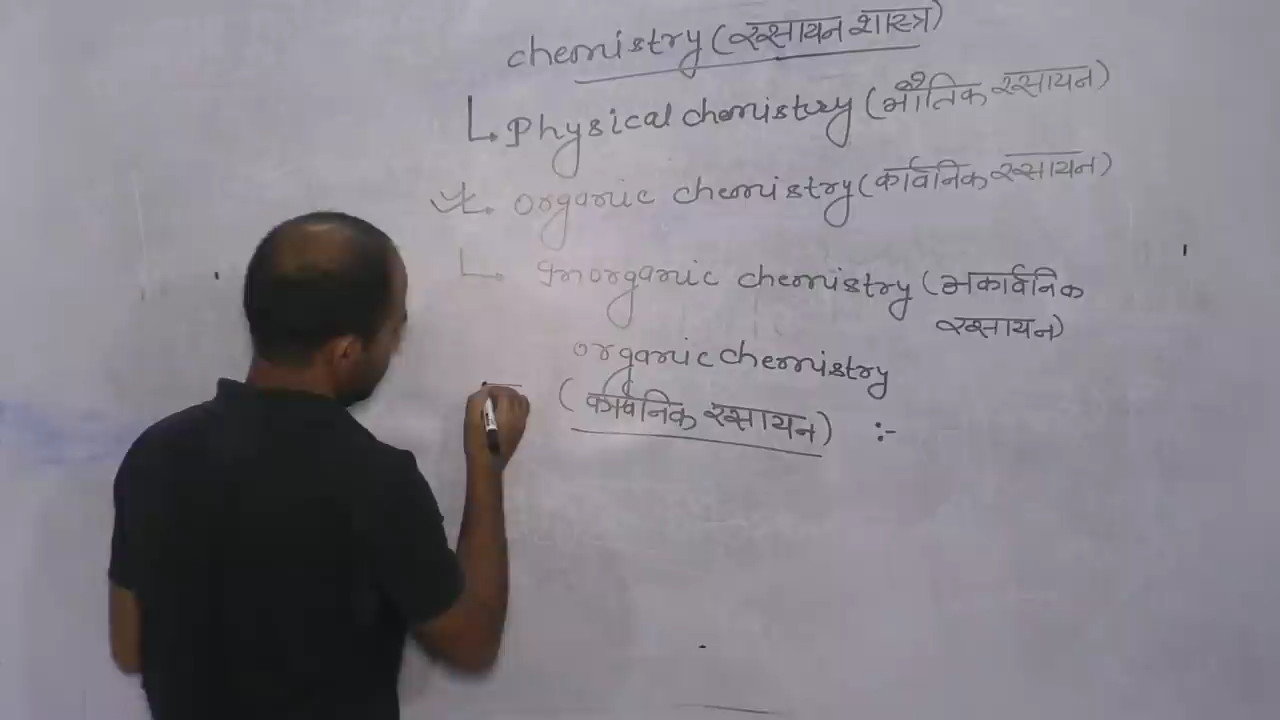 chemistry (रसायन शास्त्र)
Physical chemistry (भौतिक रसायन)
organic chemistry (कार्बनिक रसायन)
Inorganic chemistry (अकार्बनिक
रसायन)
organic chemistry
(कार्बनिक रसायन) :-